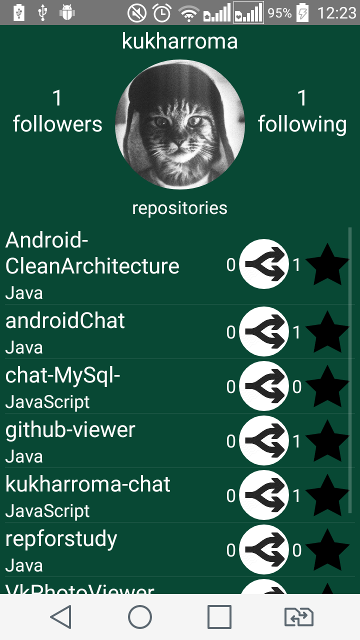 95% 12:23
kukharroma
1 followers
1 following
repositories
Android-
CleanArchitecture
Java
0 1
androidChat
Java
0 1
chat-MySql-
JavaScript
0 0
github-viewer
Java
0 1
kukharroma-chat
JavaScript
0 1
repforstudy
Java
0 0
VkPhotoViewer